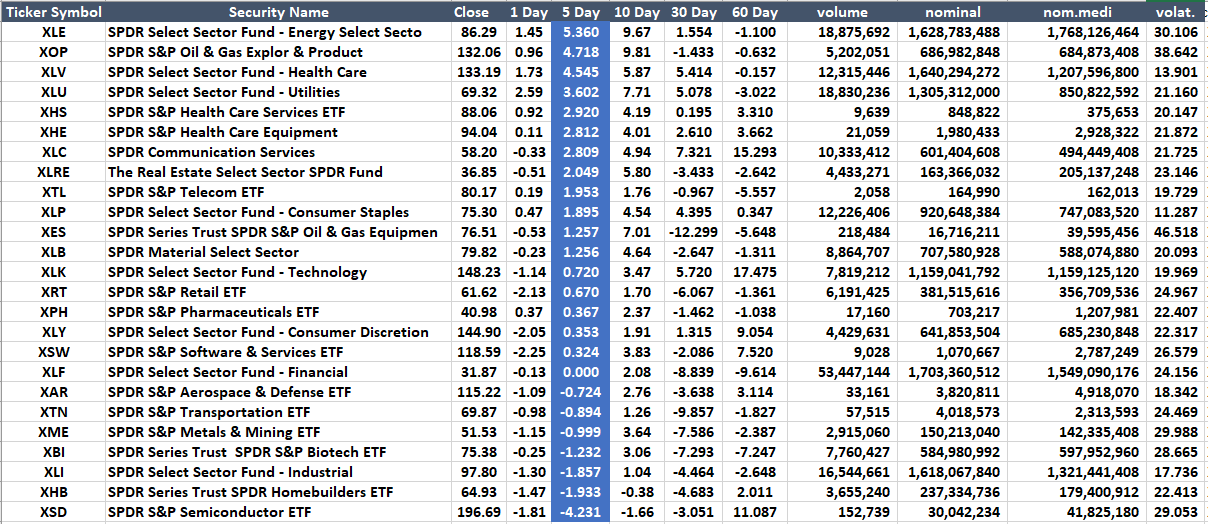 Ticker Symbol Security Name Close 1 Day 5 Day 10 Day 30 Day 60 Day volume nominal nom.medi volat.
XLE SPDR Select Sector Fund - Energy Select Secto 86.29 1.45 5.360 9.67 1.554 -1.100 18,875,692 1,628,783,488 1,768,126,464 30.106
XOP SPDR S&P Oil & Gas Explor & Product 132.06 0.96 4.718 9.81 -1.433 -0.632 5,202,051 686,982,848 684,873,408 38.642
XLV SPDR Select Sector Fund - Health Care 133.19 1.73 4.545 5.87 5.414 -0.157 12,315,446 1,640,294,272 1,207,596,800 13.901
XLU SPDR Select Sector Fund - Utilities 69.32 2.59 3.602 7.71 5.078 -3.022 18,830,236 1,305,312,000 850,822,592 21.160
XHS SPDR S&P Health Care Services ETF 88.06 0.92 2.920 4.19 0.195 3.310 9,639 848,822 375,653 20.147
XHE SPDR S&P Health Care Equipment 94.04 0.11 2.812 4.01 2.610 3.662 21,059 1,980,433 2,928,322 21.872
XLC SPDR Communication Services 58.20 -0.33 2.809 4.94 7.321 15.293 10,333,412 601,404,608 494,449,408 21.725
XLRE The Real Estate Select Sector SPDR Fund 36.85 -0.51 2.049 5.80 -3.433 -2.642 4,433,271 163,366,032 205,137,248 23.146
XTL SPDR S&P Telecom ETF 80.17 0.19 1.953 1.76 -0.967 -5.557 2,058 164,990 162,013 19.729
XLP SPDR Select Sector Fund - Consumer Staples 75.30 0.47 1.895 4.54 4.395 0.347 12,226,406 920,648,384 747,083,520 11.287
XES SPDR Series Trust SPDR S&P Oil & Gas Equipmen 76.51 -0.53 1.257 7.01 -12.299 -5.648 218,484 16,716,211 39,595,456 46.518
XLB SPDR Material Select Sector 79.82 -0.23 1.256 4.64 -2.647 -1.311 8,864,707 707,580,928 588,074,880 20.093
XLK SPDR Select Sector Fund - Technology 148.23 -1.14 0.720 3.47 5.720 17.475 7,819,212 1,159,041,792 1,159,125,120 19.969
XRT SPDR S&P Retail ETF 61.62 -2.13 0.670 1.70 -6.067 -1.361 6,191,425 381,515,616 356,709,536 24.967
XPH SPDR S&P Pharmaceuticals ETF 40.98 0.37 0.367 2.37 -1.462 -1.038 17,160 703,217 1,207,981 22.407
XLY SPDR Select Sector Fund - Consumer Discretion 144.90 -2.05 0.353 1.91 1.315 9.054 4,429,631 641,853,504 685,230,848 22.317
XSW SPDR S&P Software & Services ETF 118.59 -2.25 0.324 3.83 -2.086 7.520 9,028 1,070,667 2,787,249 26.579
XLF SPDR Select Sector Fund - Financial 31.87 -0.13 0.000 2.08 -8.839 -9.614 53,447,144 1,703,360,512 1,549,090,176 24.156
XAR SPDR S&P Aerospace & Defense ETF 115.22 -1.09 -0.724 2.76 -3.638 3.114 33,161 3,820,811 4,918,070 18.342
XTN SPDR S&P Transportation ETF 69.87 -0.98 -0.894 1.26 -9.857 -1.827 57,515 4,018,573 2,313,593 24.469
XME SPDR S&P Metals & Mining ETF 51.53 -1.15 -0.999 3.64 -7.586 -2.387 2,915,060 150,213,040 142,335,408 29.988
XBI SPDR Series Trust SPDR S&P Biotech ETF 75.38 -0.25 -1.232 3.06 -7.293 -7.247 7,760,427 584,980,992 597,952,960 28.665
XLI SPDR Select Sector Fund - Industrial 97.80 -1.30 -1.857 1.04 -4.464 -2.648 16,544,661 1,618,067,840 1,321,441,408 17.736
XHB SPDR Series Trust SPDR Homebuilders ETF 64.93 -1.47 -1.933 -0.38 -4.683 2.011 3,655,240 237,334,736 179,400,912 22.413
XSD SPDR S&P Semiconductor ETF 196.69 -1.81 -4.231 -1.66 -3.051 11.087 152,739 30,042,234 41,825,180 29.053